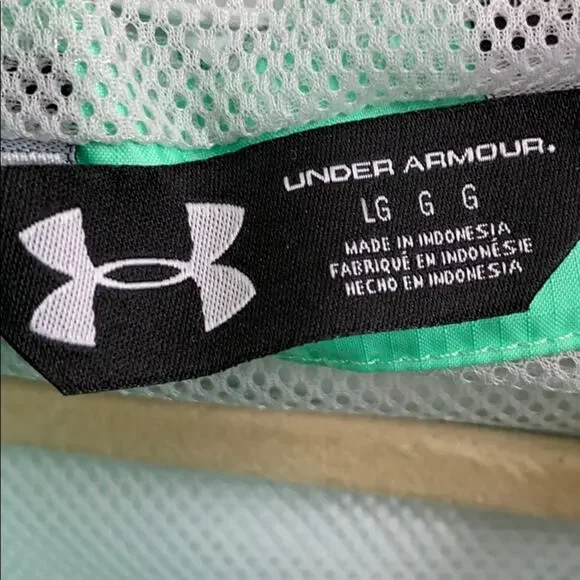 UNDER ARMOUR.
LG G G
MADE IN INDONESIA
FABRIQUÉ EN INDONÉSIE
HECHO EN INDONESIA